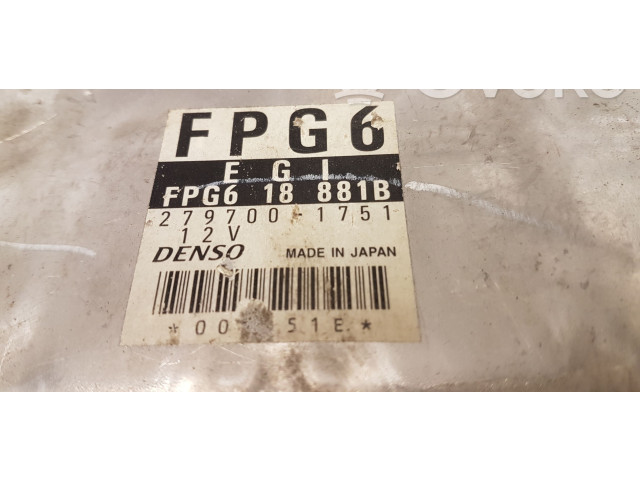 FPG6
EGI
FPG6 18 881B
279700-1751
12V
DENSO MADE IN JAPAN